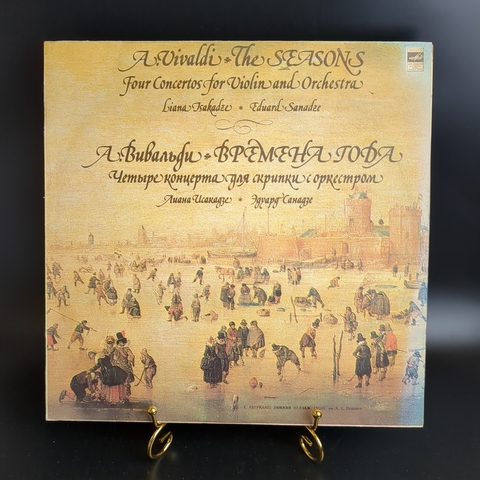 A. Vivaldi • The SEASONS
Four Concertos for Violin and Orchestra
Liana Isakadze • Eduard Sanadze
А. Вивальди • ВРЕМЕНА ГОДА
Четыре концерта для скрипки с оркестром
Лиана Исакадзе • Эдуард Санадзе